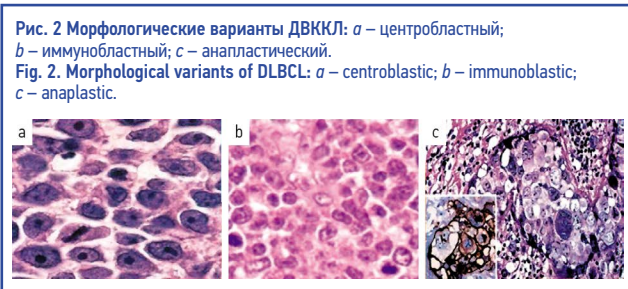 Рис. 2 Морфологические варианты ДВККЛ: a – центробластный;
b – иммунобластный; c – анапластический.
Fig. 2. Morphological variants of DLBCL: a – centroblastic; b – immunoblastic;
c – anaplastic.
a b c